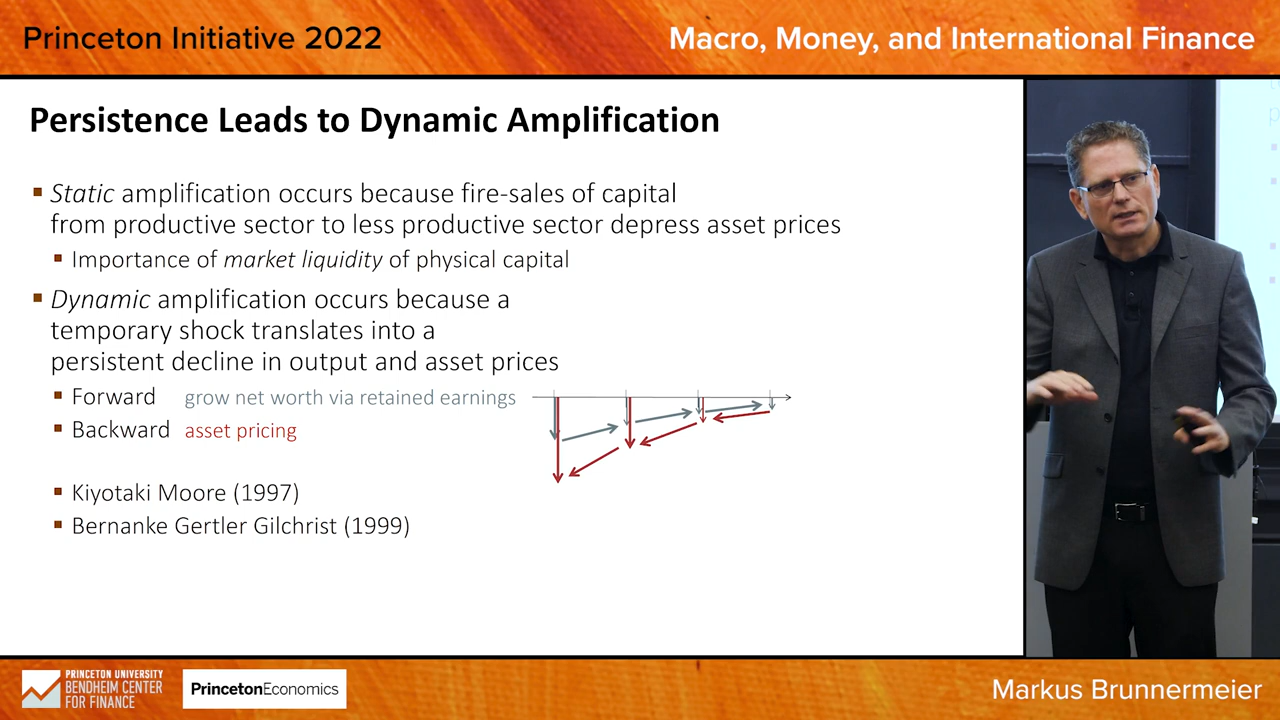 Princeton Initiative 2022
Macro, Money, and International Finance
Persistence Leads to Dynamic Amplification
Static amplification occurs because fire-sales of capital
from productive sector to less productive sector depress asset prices
Importance of market liquidity of physical capital
Dynamic amplification occurs because a
temporary shock translates into a
persistent decline in output and asset prices
Forward grow net worth via retained earnings
Backward asset pricing
Kiyotaki Moore (1997)
Bernanke Gertler Gilchrist (1999)
PRINCETON UNIVERSITY
BENDHEIM CENTER
FOR FINANCE
PrincetonEconomics
Markus Brunnermeier